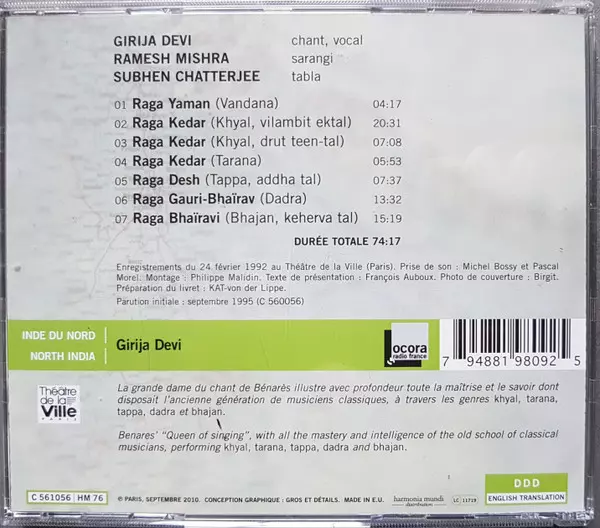 GIRIJA DEVI chant, vocal
RAMESH MISHRA sarangi
SUBHEN CHATTERJEE tabla
01 Raga Yaman (Vandana) 04:17
02 Raga Kedar (Khyal, vilambit ektal) 20:31
03 Raga Kedar (Khyal, drut teen-tal) 07:08
04 Raga Kedar (Tarana) 05:53
05 Raga Desh (Tappa, addha tal) 07:37
06 Raga Gauri-Bhaïrav (Dadra) 13:32
07 Raga Bhaïravi (Bhajan, keherva tal) 15:19
DURÉE TOTALE 74:17
Enregistrements du 24 février 1992 au Théâtre de la Ville (Paris). Prise de son : Michel Bossy et Pascal
Morel. Montage : Philippe Malidin. Texte de présentation : François Auboux. Photo de couverture : Birgit.
Préparation du livret : KAT-von der Lippe.
Parution initiale : septembre 1995 (C 560056)
INDE DU NORD
NORTH INDIA
Girija Devi
ocora
radio france
7 94881 98092 5
Théâtre
de la
Ville
PARIS
La grande dame du chant de Bénarès illustre avec profondeur toute la maîtrise et le savoir dont
disposait l'ancienne génération de musiciens classiques, à travers les genres khyal, tarana,
tappa, dadra et bhajan.
Benares' "Queen of singing", with all the mastery and intelligence of the old school of classical
musicians, performing khyal, tarana, tappa, dadra and bhajan.
C 561056 HM 76
℗ PARIS, SEPTEMBRE 2010. CONCEPTION GRAPHIQUE : GROS ET DÉTAILS. MADE IN E.U.
harmonia mundi
distribution
LC 11719
DDD
ENGLISH TRANSLATION